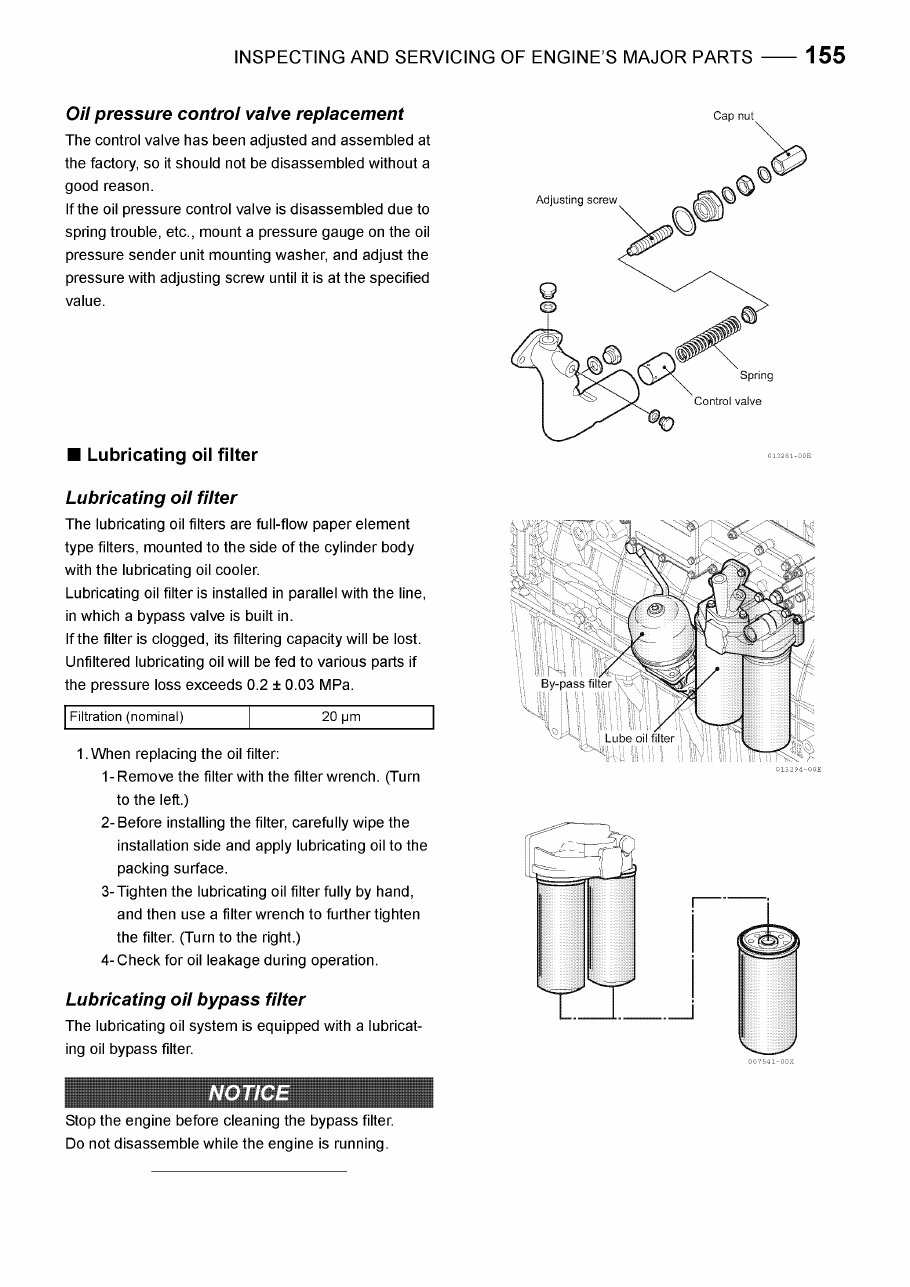 INSPECTING AND SERVICING OF ENGINE'S MAJOR PARTS — 155
Oil pressure control valve replacement
The control valve has been adjusted and assembled at
the factory, so it should not be disassembled without a
good reason.
If the oil pressure control valve is disassembled due to
spring trouble, etc., mount a pressure gauge on the oil
pressure sender unit mounting washer, and adjust the
pressure with adjusting screw until it is at the specified
value.
Cap nut
Adjusting screw
Spring
Control valve
013281-00E
■ Lubricating oil filter
Lubricating oil filter
The lubricating oil filters are full-flow paper element
type filters, mounted to the side of the cylinder body
with the lubricating oil cooler.
Lubricating oil filter is installed in parallel with the line,
in which a bypass valve is built in.
If the filter is clogged, its filtering capacity will be lost.
Unfiltered lubricating oil will be fed to various parts if
the pressure loss exceeds 0.2 ± 0.03 MPa.
Filtration (nominal) 20 µm
By-pass filter
Lube oil filter
013294-00E
1. When replacing the oil filter:
1- Remove the filter with the filter wrench. (Turn
to the left.)
2- Before installing the filter, carefully wipe the
installation side and apply lubricating oil to the
packing surface.
3- Tighten the lubricating oil filter fully by hand,
and then use a filter wrench to further tighten
the filter. (Turn to the right.)
4- Check for oil leakage during operation.
007541-00X
Lubricating oil bypass filter
The lubricating oil system is equipped with a lubricat-
ing oil bypass filter.
NOTICE
Stop the engine before cleaning the bypass filter.
Do not disassemble while the engine is running.